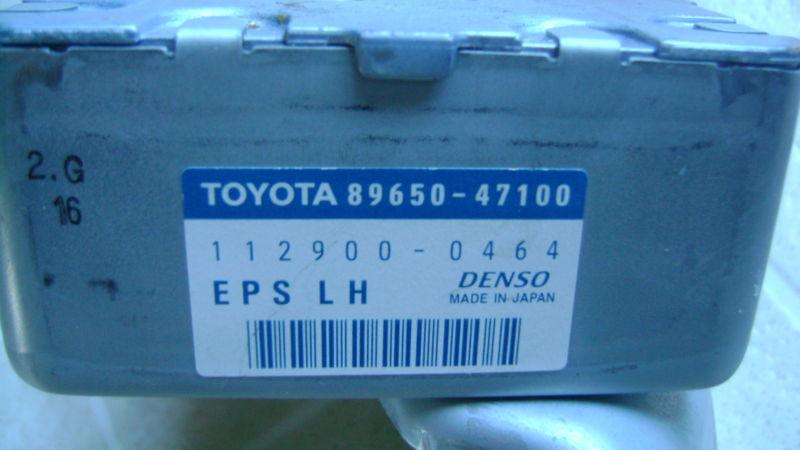 2.G
16
TOYOTA 89650-47100
112900-0464
EPS LH
DENSO
MADE IN JAPAN